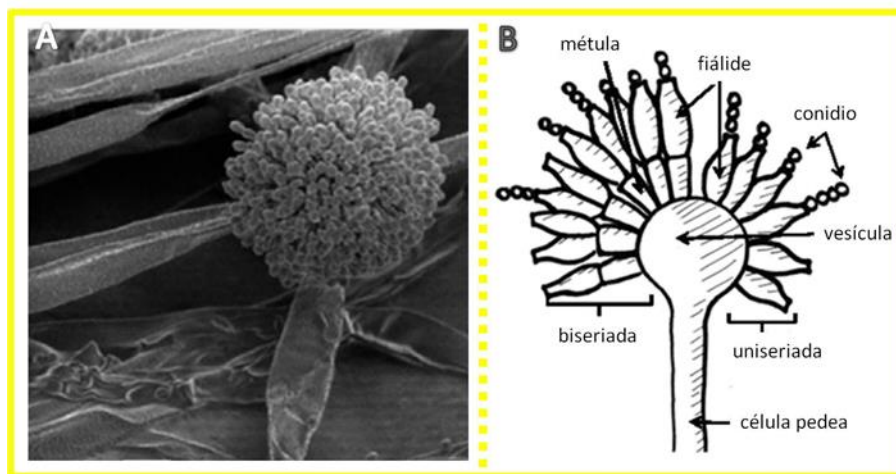 A
B
métula
fiálide
conidio
vesícula
biseriada
uniseriada
célula pedea